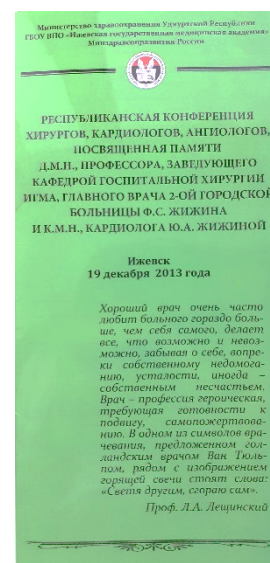 Министерство здравоохранения Удмуртской Республики
ГБОУ ВПО «Ижевская государственная медицинская академия»
Минздравсоцразвития России
РЕСПУБЛИКАНСКАЯ КОНФЕРЕНЦИЯ
ХИРУРГОВ, КАРДИОЛОГОВ, АНГИОЛОГОВ,
ПОСВЯЩЕННАЯ ПАМЯТИ
Д.М.Н., ПРОФЕССОРА, ЗАВЕДУЮЩЕГО
КАФЕДРОЙ ГОСПИТАЛЬНОЙ ХИРУРГИИ
ИГМА, ГЛАВНОГО ВРАЧА 2-ОЙ ГОРОДСКОЙ
БОЛЬНИЦЫ Ф.С. ЖИЖИНА
И К.М.Н., КАРДИОЛОГА Ю.А. ЖИЖИНОЙ
Ижевск
19 декабря 2013 года
Хороший врач очень часто
любит больного гораздо боль-
ше, чем себя самого, делает
все, что возможно и невоз-
можно, забывая о себе, вопре-
ки собственному недомога-
нию, усталости, иногда –
собственным несчастьем.
Врач – профессия героическая,
требующая готовности к
подвигу, самопожертвова-
нию. В одном из символов вра-
чевания, предложенном гол-
ландским врачом Ван Тюль-
пом, рядом с изображением
горящей свечи стоят слова:
«Светя другим, сгораю сам».
Проф. Л.А. Лещинский